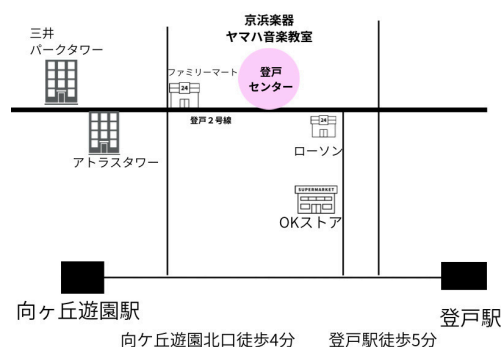 京浜楽器
ヤマハ音楽教室
三井
パークタワー
ファミリーマート
登戸
センター
24
登戸２号線
24
アトラスタワー
ローソン
SUPERMARKET
OKストア
向ヶ丘遊園駅
登戸駅
向ケ丘遊園北口徒歩4分
登戸駅徒歩5分